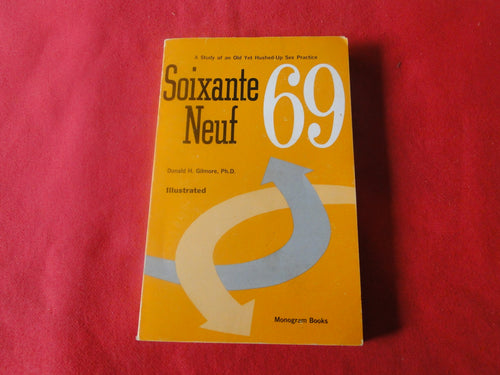 A Study of an Old Yet Hushed-Up Sex Practice
Soixante
Neuf
69
Donald H. Gilmore, Ph.D.
Illustrated
Monogram Books